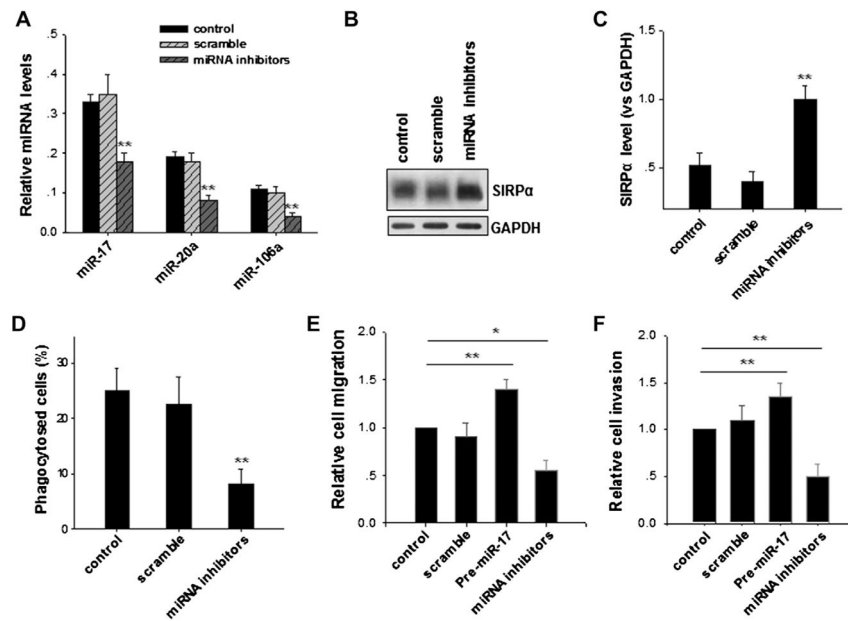 A
Relative miRNA levels
.5
.4
.3
.2
.1
0.0
control
scramble
miRNA inhibitors
**
**
**
miR-17
miR-20a
miR-106a
B
control
scramble
miRNA inhibitors
SIRPα
GAPDH
C
SIRPα level (vs GAPDH)
1.5
1.0
.5
**
control
scramble
miRNA inhibitors
D
Phagocytosed cells (%)
30
20
10
0
**
control
scramble
miRNA inhibitors
E
Relative cell migration
2.0
1.5
1.0
.5
0.0
*
**
control
scramble
Pre-miR-17
miRNA inhibitors
F
Relative cell invasion
2.0
1.5
1.0
.5
0.0
**
**
control
scramble
Pre-miR-17
miRNA inhibitors